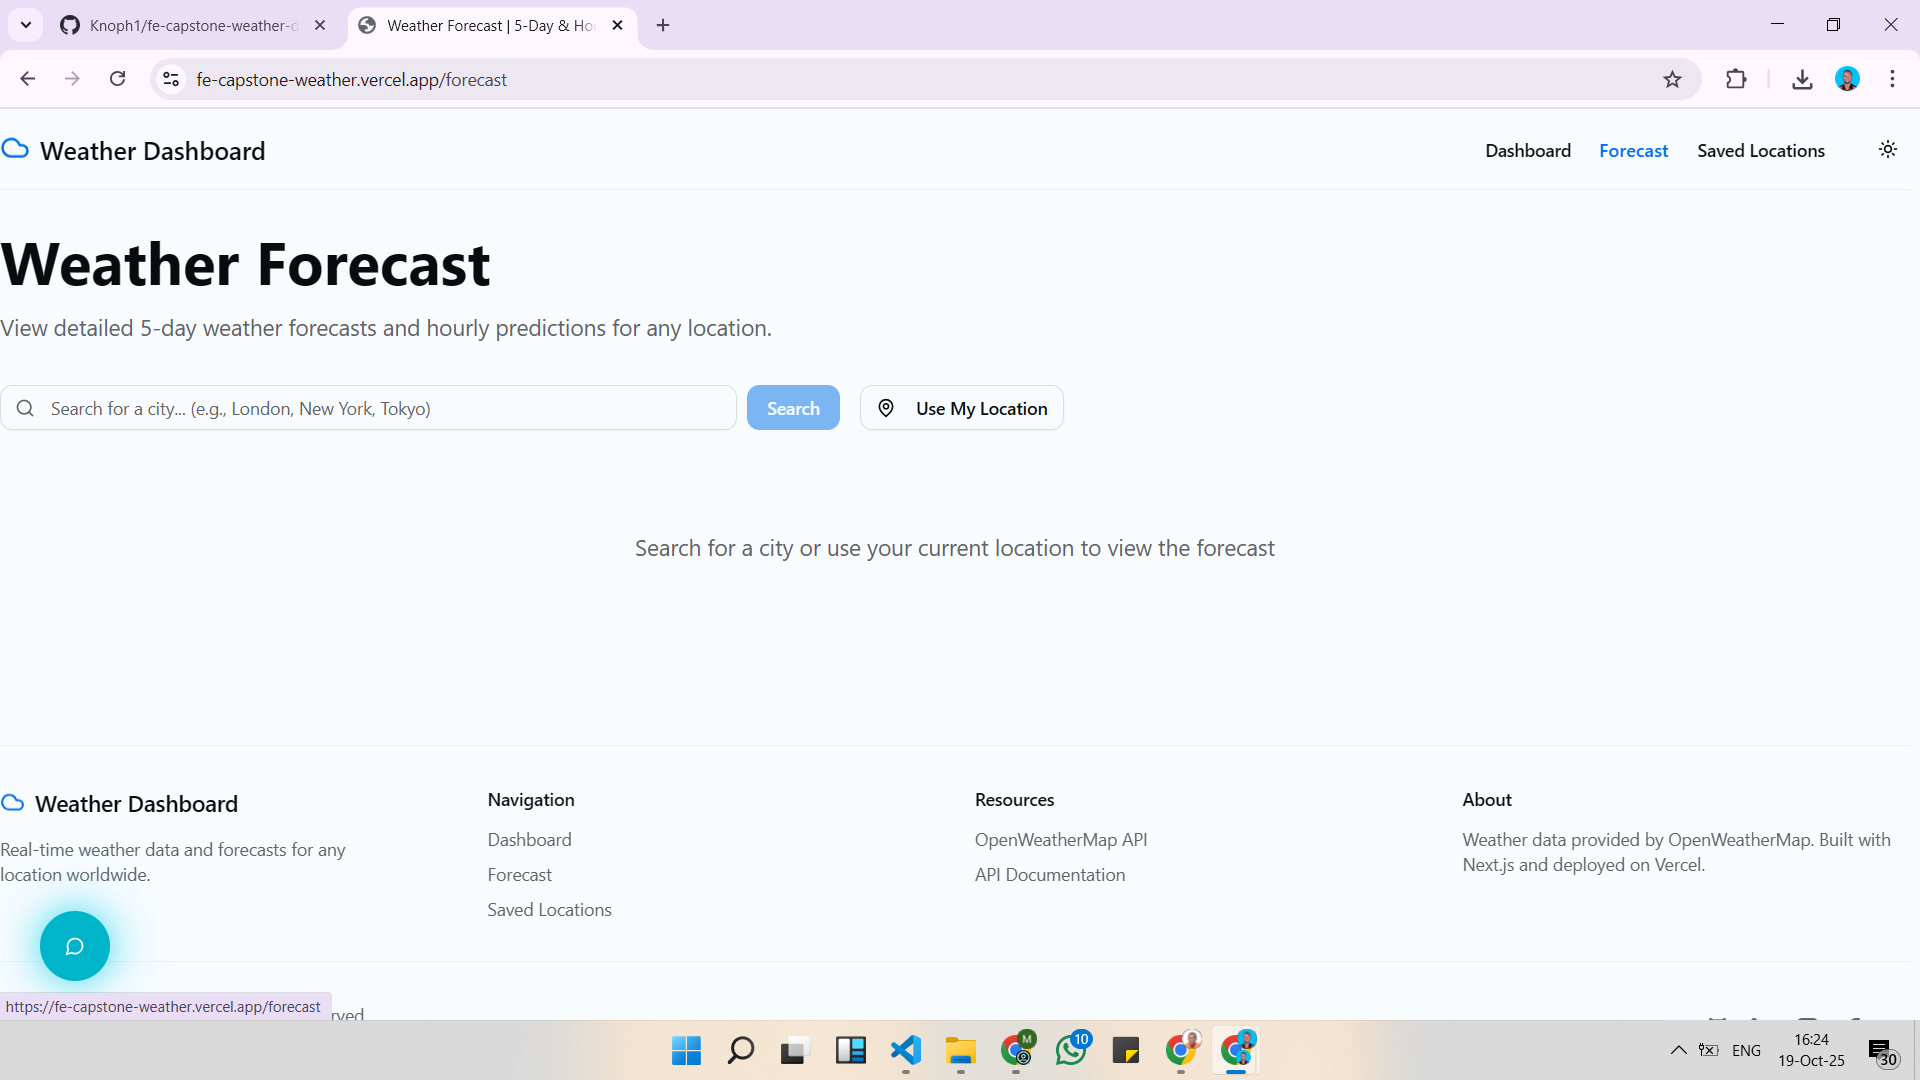 Knoph1/fe-capstone-weather-d
Weather Forecast | 5-Day & Ho
fe-capstone-weather.vercel.app/forecast
Weather Dashboard
Dashboard
Forecast
Saved Locations
Weather Forecast
View detailed 5-day weather forecasts and hourly predictions for any location.
Search for a city... (e.g., London, New York, Tokyo)
Search
Use My Location
Search for a city or use your current location to view the forecast
Weather Dashboard
Real-time weather data and forecasts for any
location worldwide.
Navigation
Dashboard
Forecast
Saved Locations
Resources
OpenWeatherMap API
API Documentation
About
Weather data provided by OpenWeatherMap. Built with
Next.js and deployed on Vercel.
https://fe-capstone-weather.vercel.app/forecast
rved
M
10
ENG
16:24
19-Oct-25
30